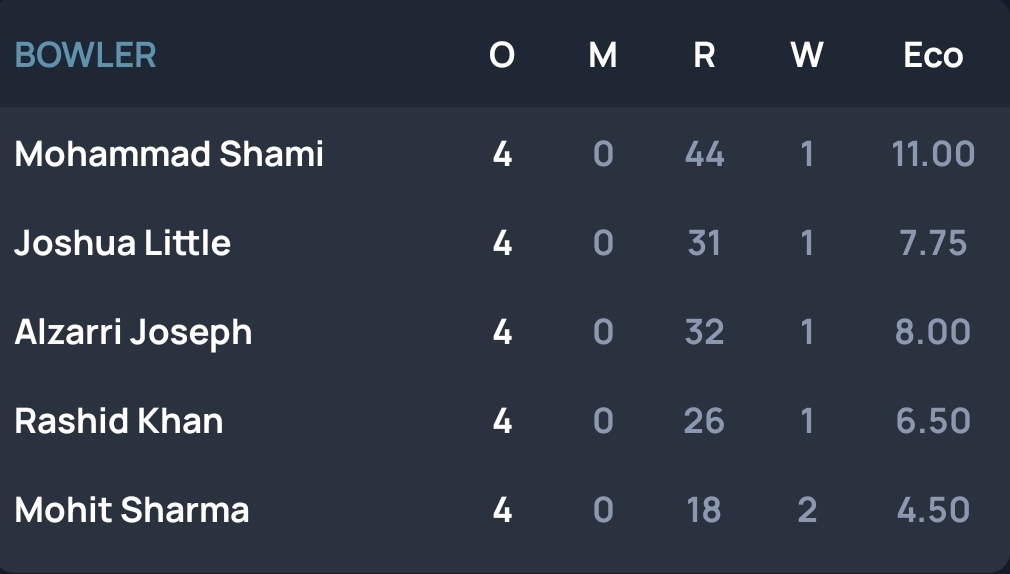 BOWLER O M R W Eco
Mohammad Shami 4 0 44 1 11.00
Joshua Little 4 0 31 1 7.75
Alzarri Joseph 4 0 32 1 8.00
Rashid Khan 4 0 26 1 6.50
Mohit Sharma 4 0 18 2 4.50